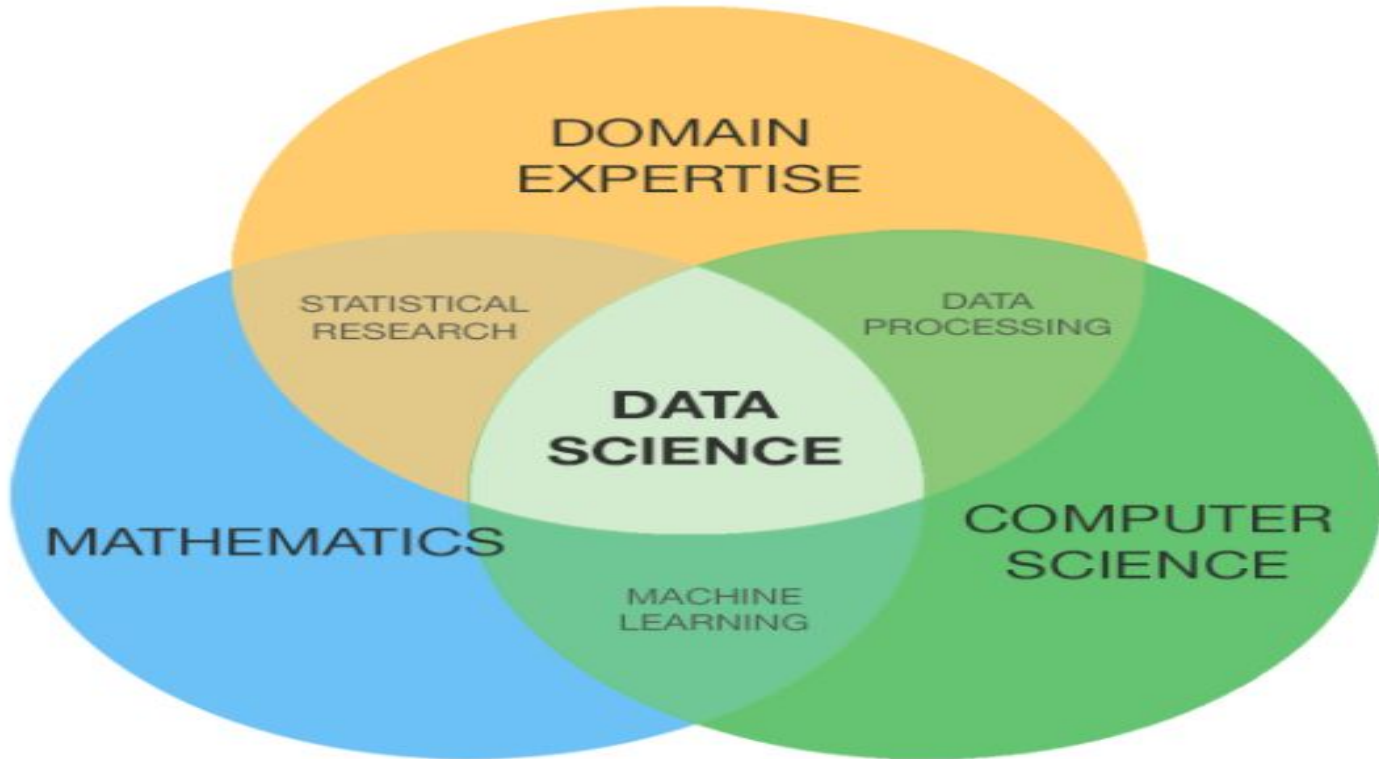 DOMAIN
EXPERTISE
STATISTICAL
RESEARCH
DATA
PROCESSING
DATA
SCIENCE
MATHEMATICS
COMPUTER
SCIENCE
MACHINE
LEARNING